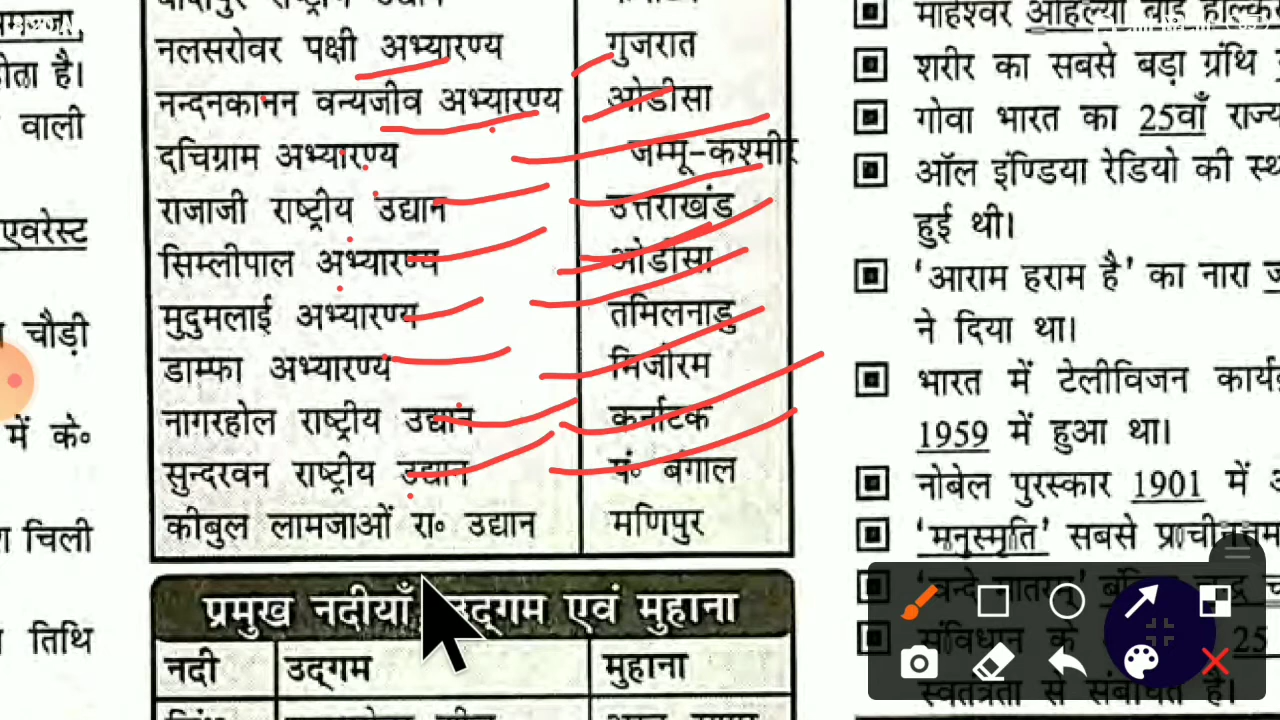 होता है।
वाली
एवरेस्ट
चौड़ी
में के०
चिली
तिथि
राष्ट्रीय उद्यान
नलसरोवर पक्षी अभ्यारण्य गुजरात
नन्दनकानन वन्यजीव अभ्यारण्य ओडीसा
दचिग्राम अभ्यारण्य जम्मू-कश्मीर
राजाजी राष्ट्रीय उद्यान उत्तराखंड
सिम्लीपाल अभ्यारण्य ओडीसा
मुदुमलाई अभ्यारण्य तमिलनाडु
डाम्फा अभ्यारण्य मिजोरम
नागरहोल राष्ट्रीय उद्यान कर्नाटक
सुन्दरवन राष्ट्रीय उद्यान पं० बंगाल
कीबुल लामजाओं रा० उद्यान मणिपुर
प्रमुख नदीयाँ उद्गम एवं मुहाना
नदी उद्गम मुहाना
माहेश्वर
शरीर का सबसे बड़ा ग्रंथि
गोवा भारत का 25वाँ राज्य
ऑल इंण्डिया रेडियो की
हुई थी।
'आराम हराम है' का नारा
ने दिया था।
भारत में टेलीविजन
1959 में हुआ था।
नोबेल पुरस्कार 1901 में
'मनुस्मृति' सबसे प्राचीनतम
संविधान के 25
स्वतंत्रता से संबंधित है।